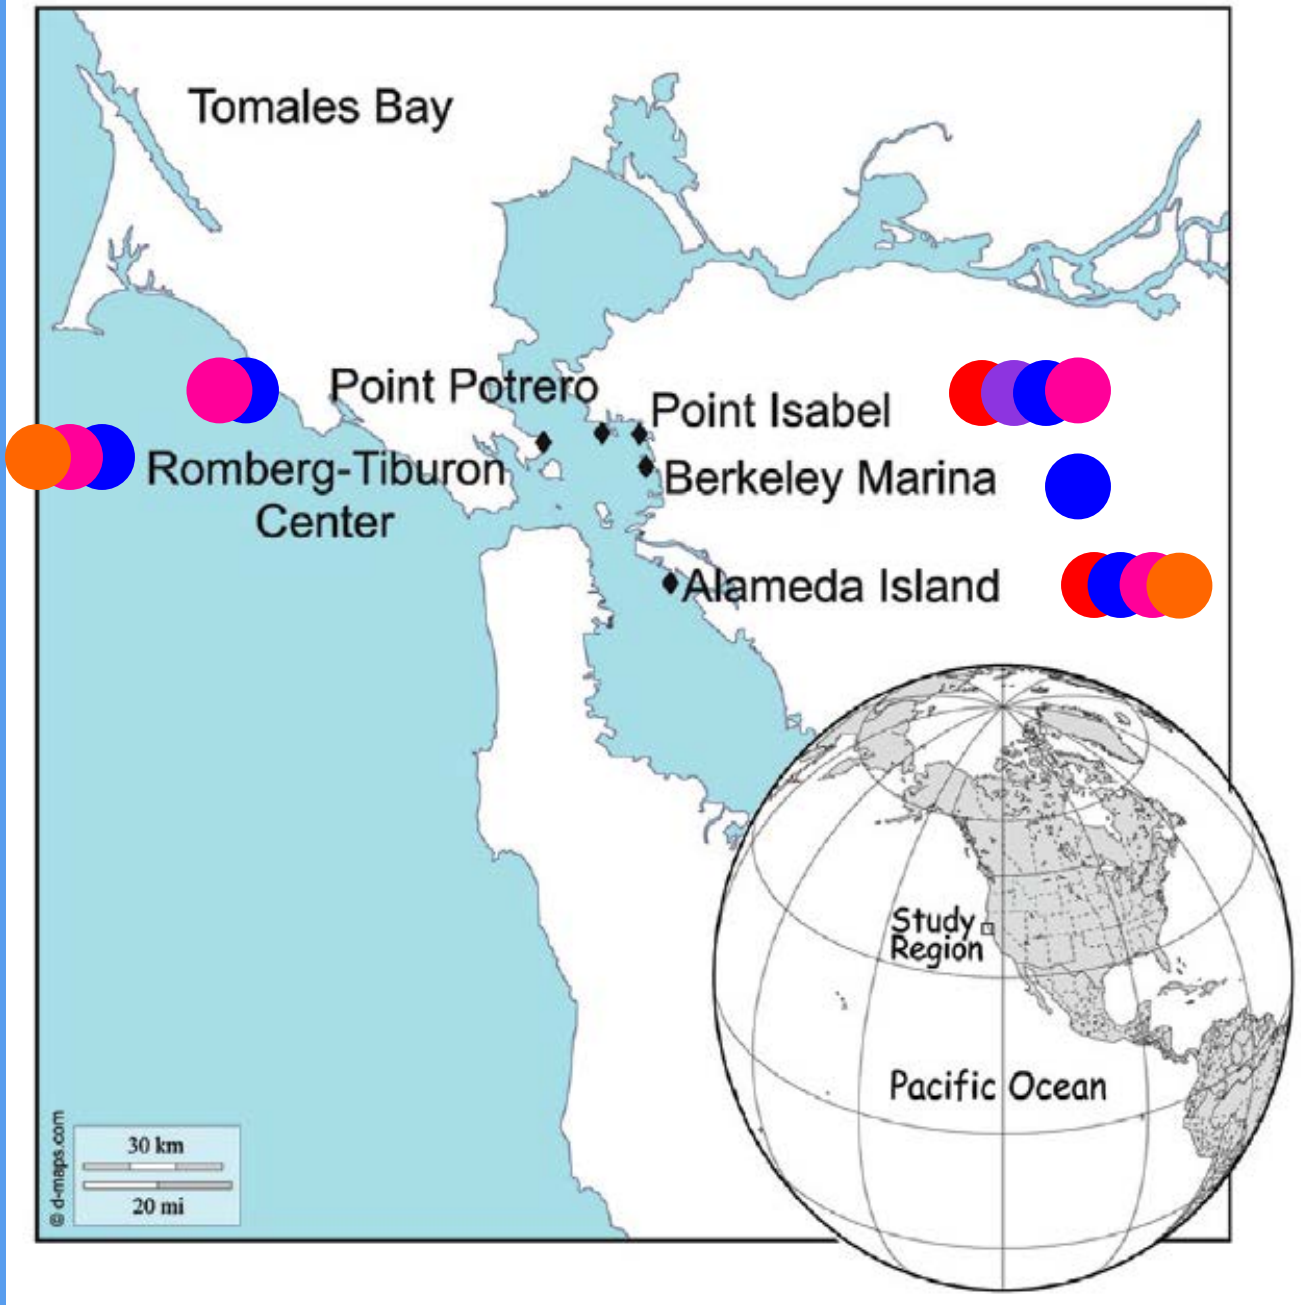 Tomales Bay
Point Potrero
Point Isabel
Romberg-Tiburon
Center
Berkeley Marina
Alameda Island
Study
Region
Pacific Ocean
30 km
20 mi
© d-maps.com